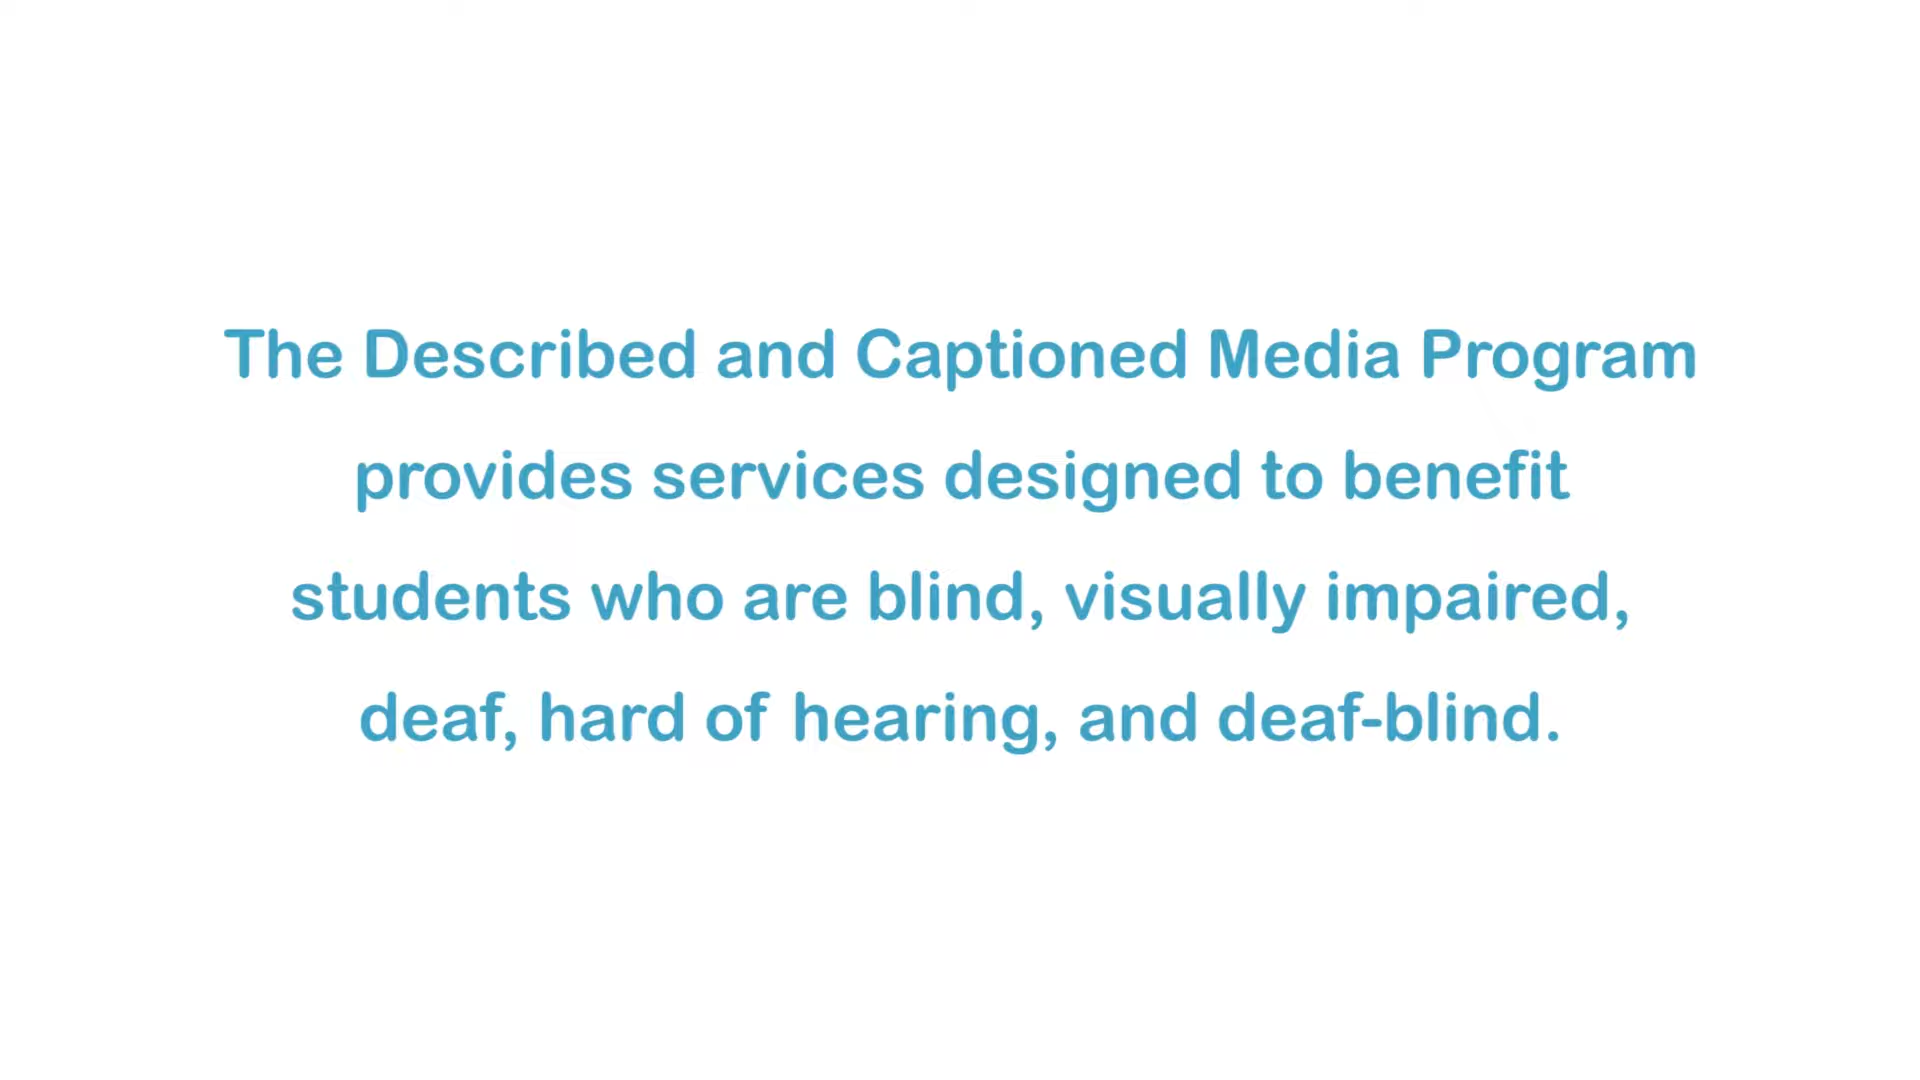 The Described and Captioned Media Program
provides services designed to benefit
students who are blind, visually impaired,
deaf, hard of hearing, and deaf-blind.